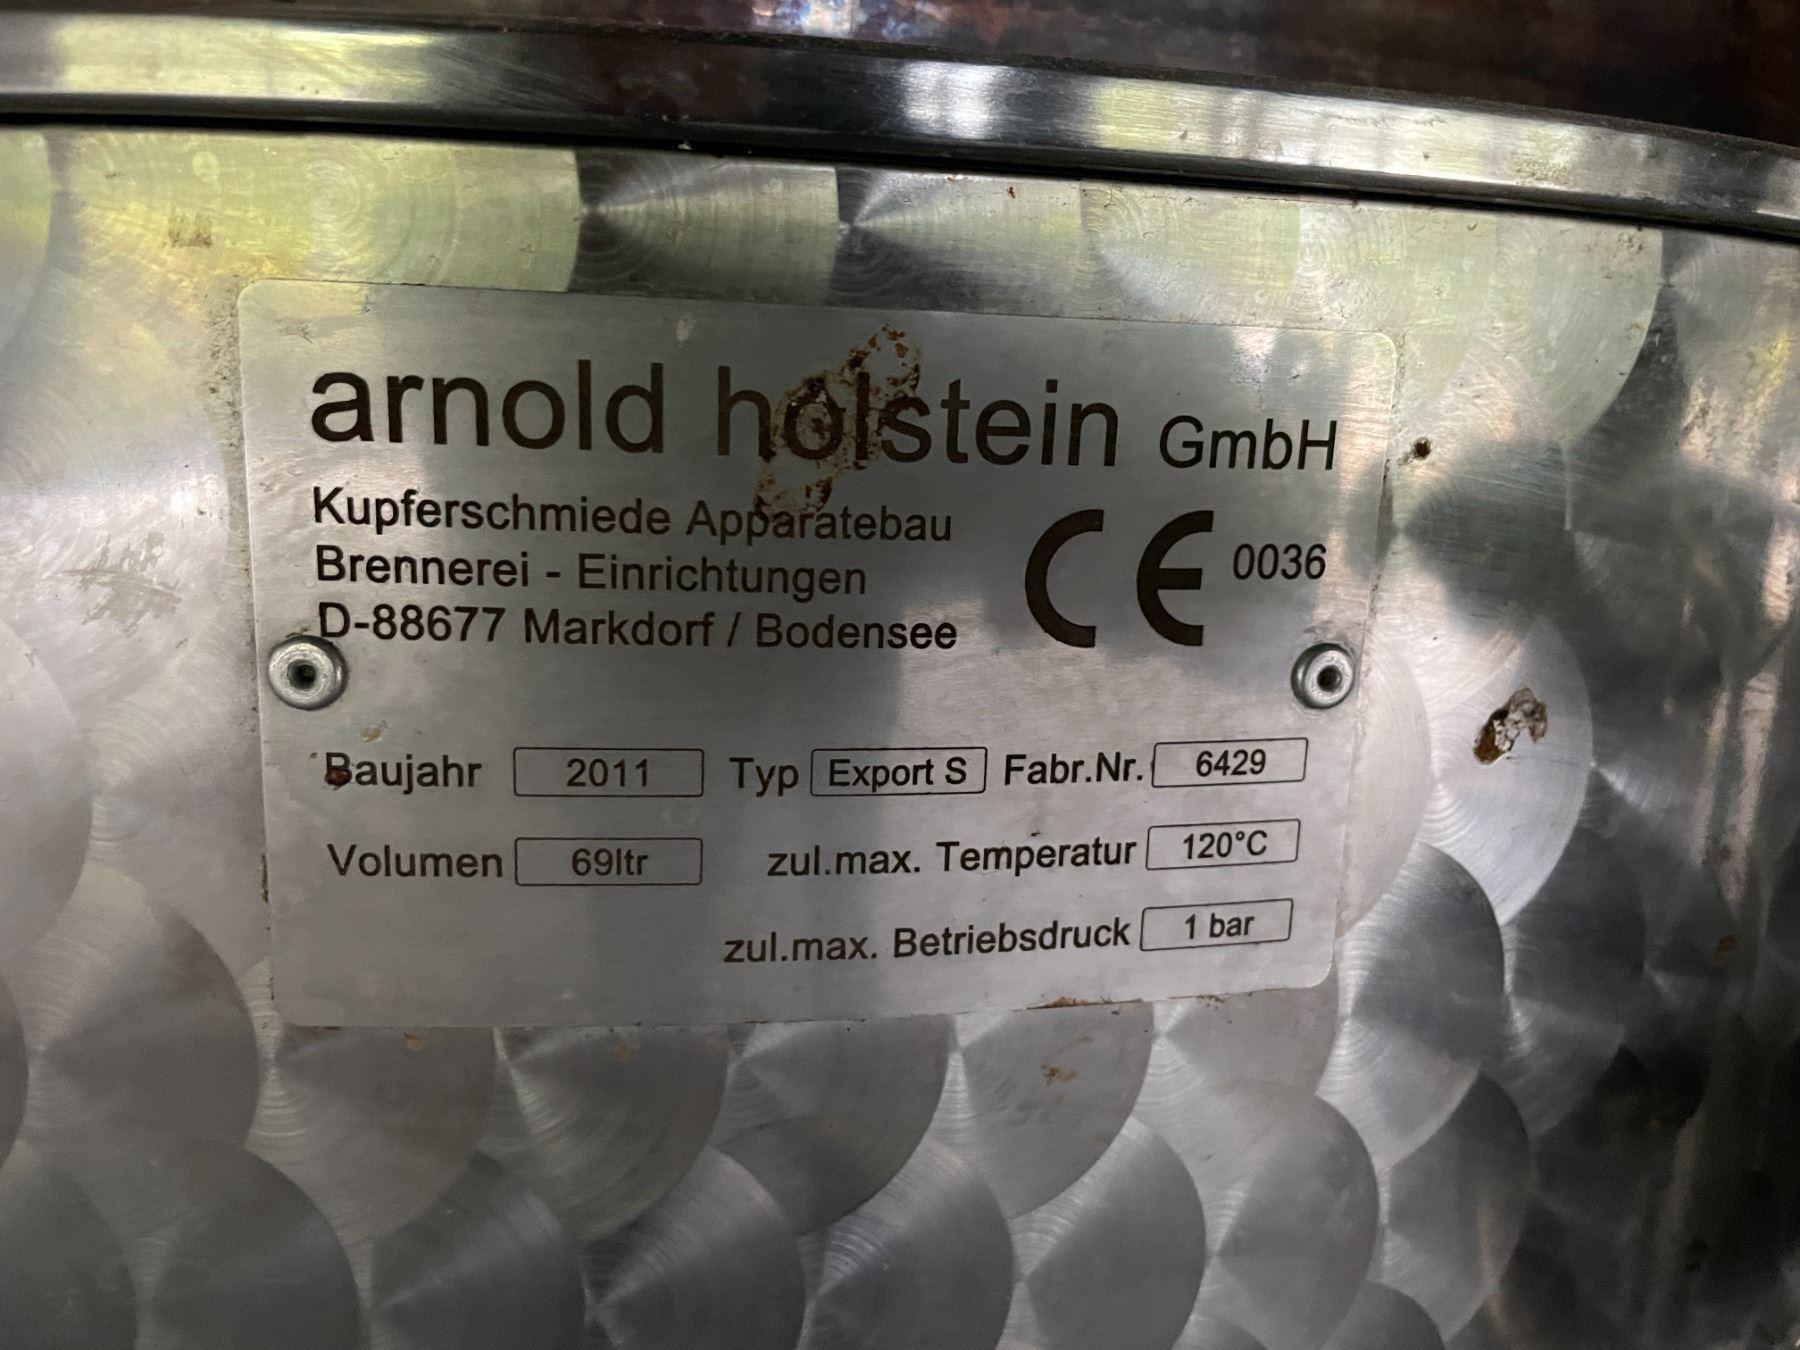 arnold holstein GmbH
Kupferschmiede Apparatebau
Brennerei - Einrichtungen
D-88677 Markdorf / Bodensee
CE 0036
Baujahr 2011 Typ Export S Fabr.Nr. 6429
Volumen 69ltr zul.max. Temperatur 120°C
zul.max. Betriebsdruck 1 bar